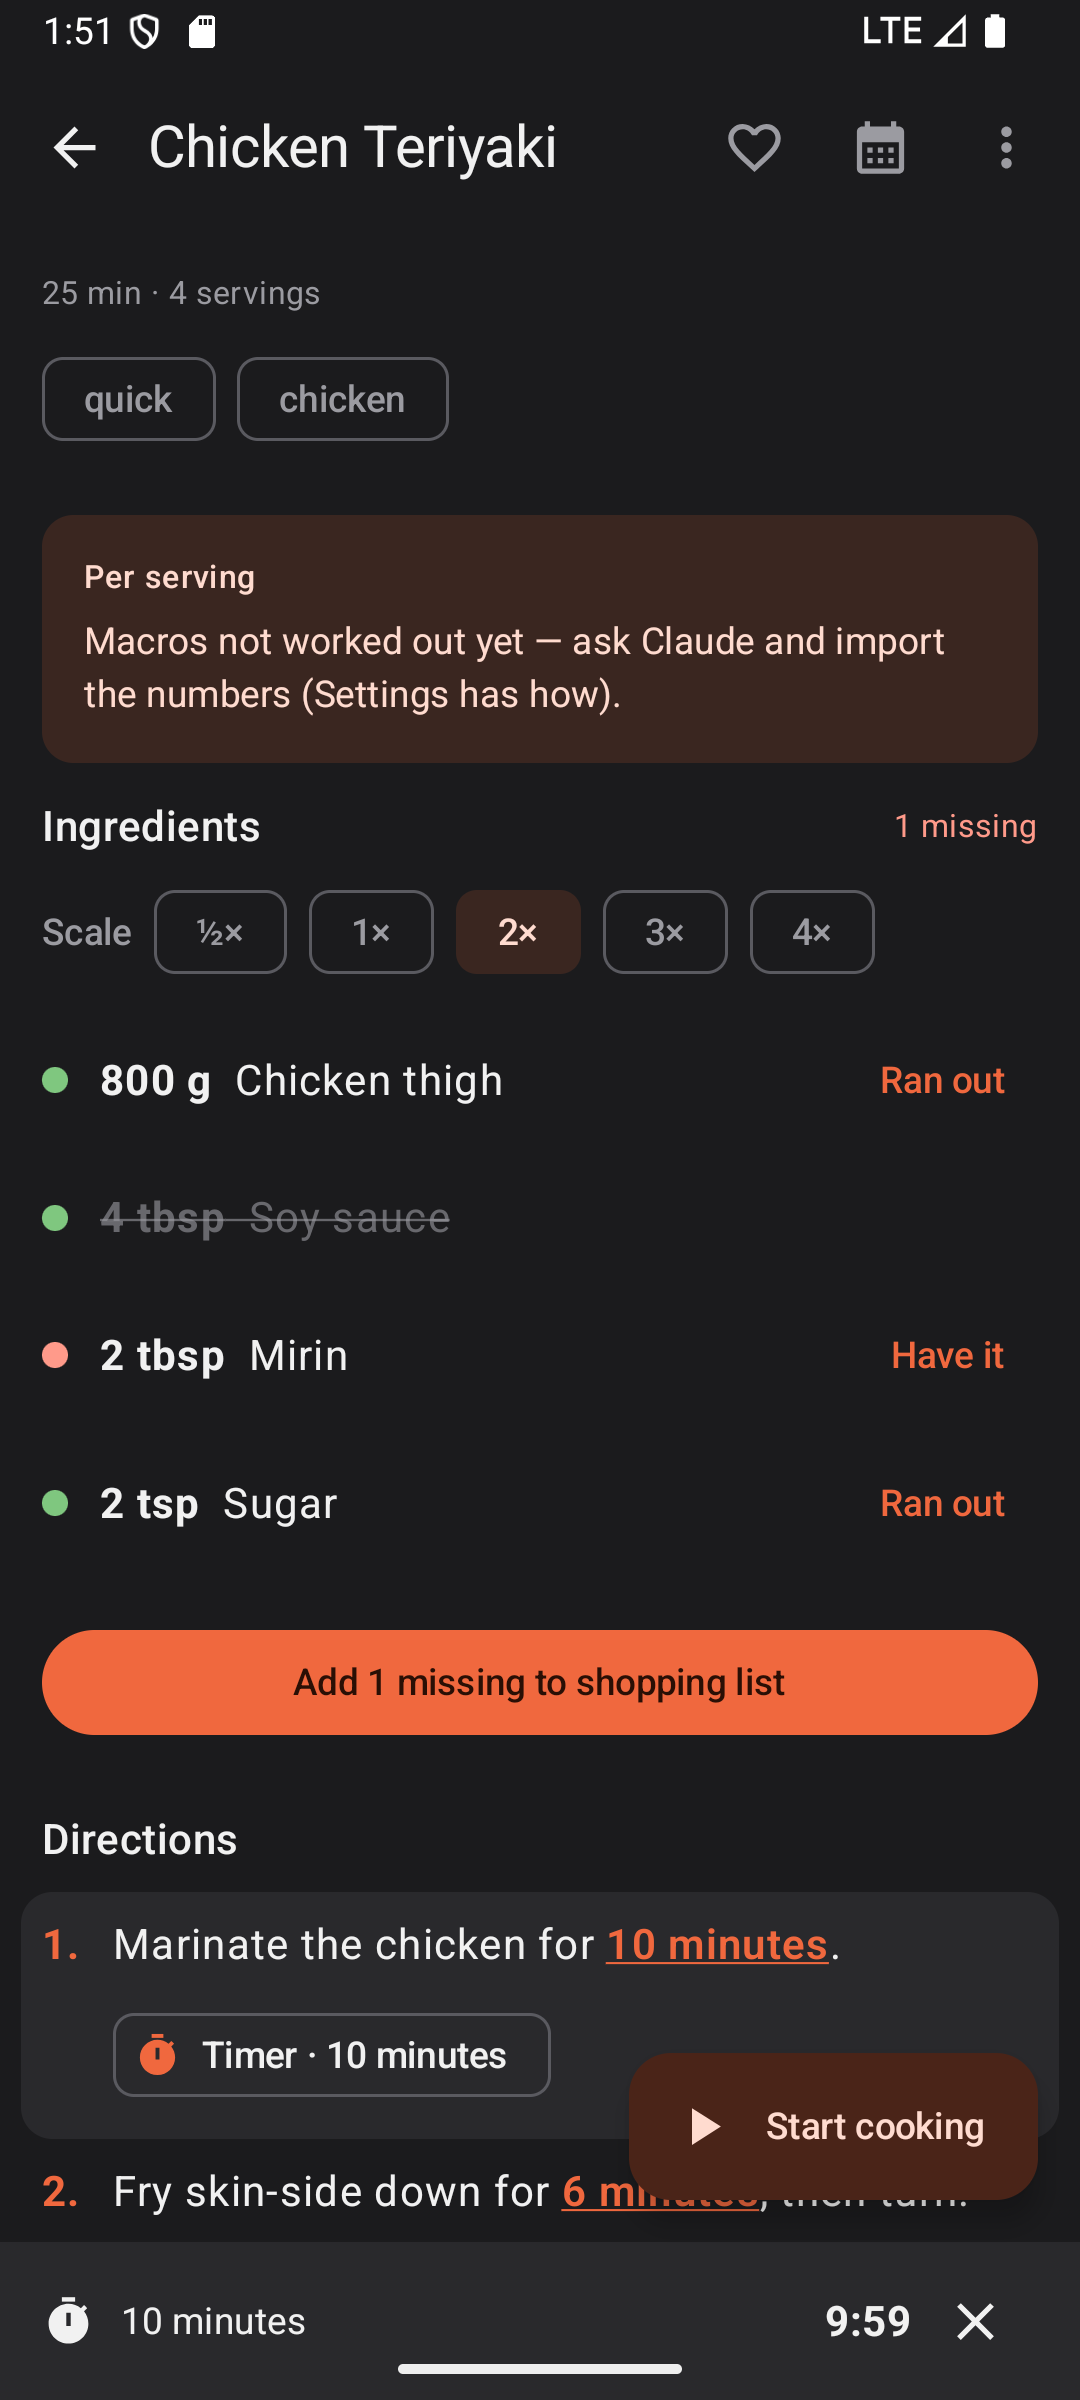 1:51 LTE
Chicken Teriyaki
25 min · 4 servings
quick chicken
Per serving
Macros not worked out yet — ask Claude and import
the numbers (Settings has how).
Ingredients 1 missing
Scale ½× 1× 2× 3× 4×
800 g Chicken thigh Ran out
4 tbsp Soy sauce
2 tbsp Mirin Have it
2 tsp Sugar Ran out
Add 1 missing to shopping list
Directions
1. Marinate the chicken for 10 minutes.
Timer · 10 minutes
Start cooking
2. Fry skin-side down for 6 minutes, then turn.
10 minutes 9:59